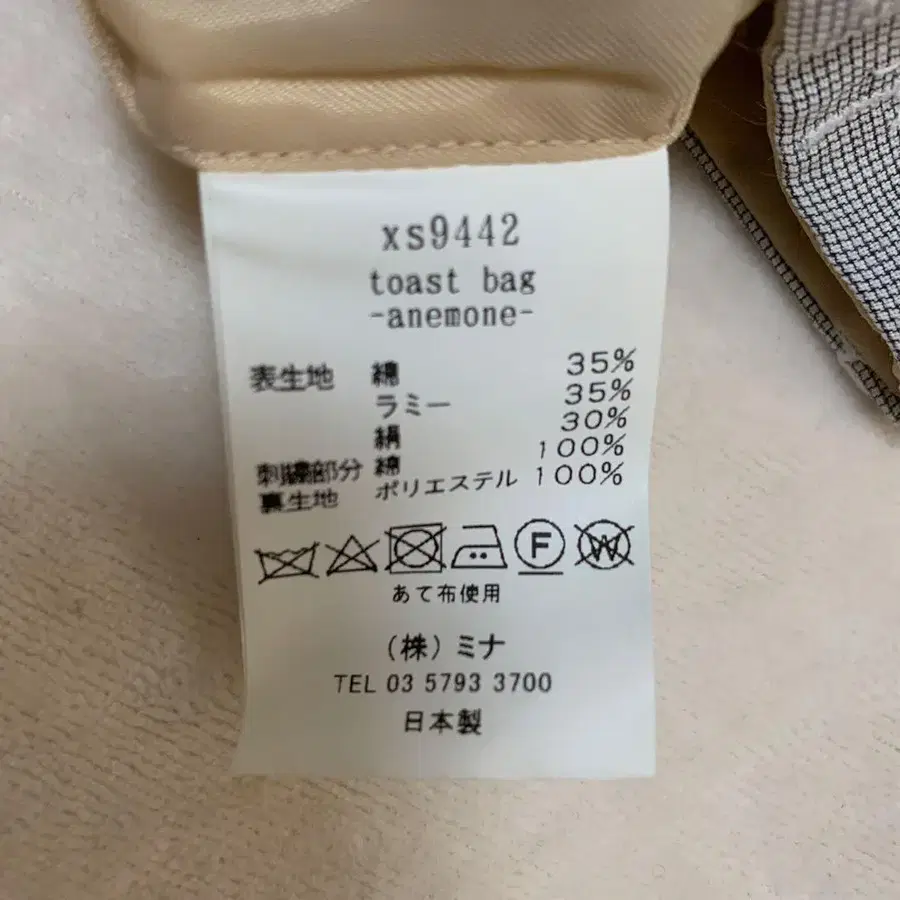 xs9442
toast bag
-anemone-
表生地 綿 35%
ラミー 35%
絹 30%
刺繍部分 綿 100%
裏生地 ポリエステル 100%
F W
あて布使用
(株)ミナ
TEL 03 5793 3700
日本製